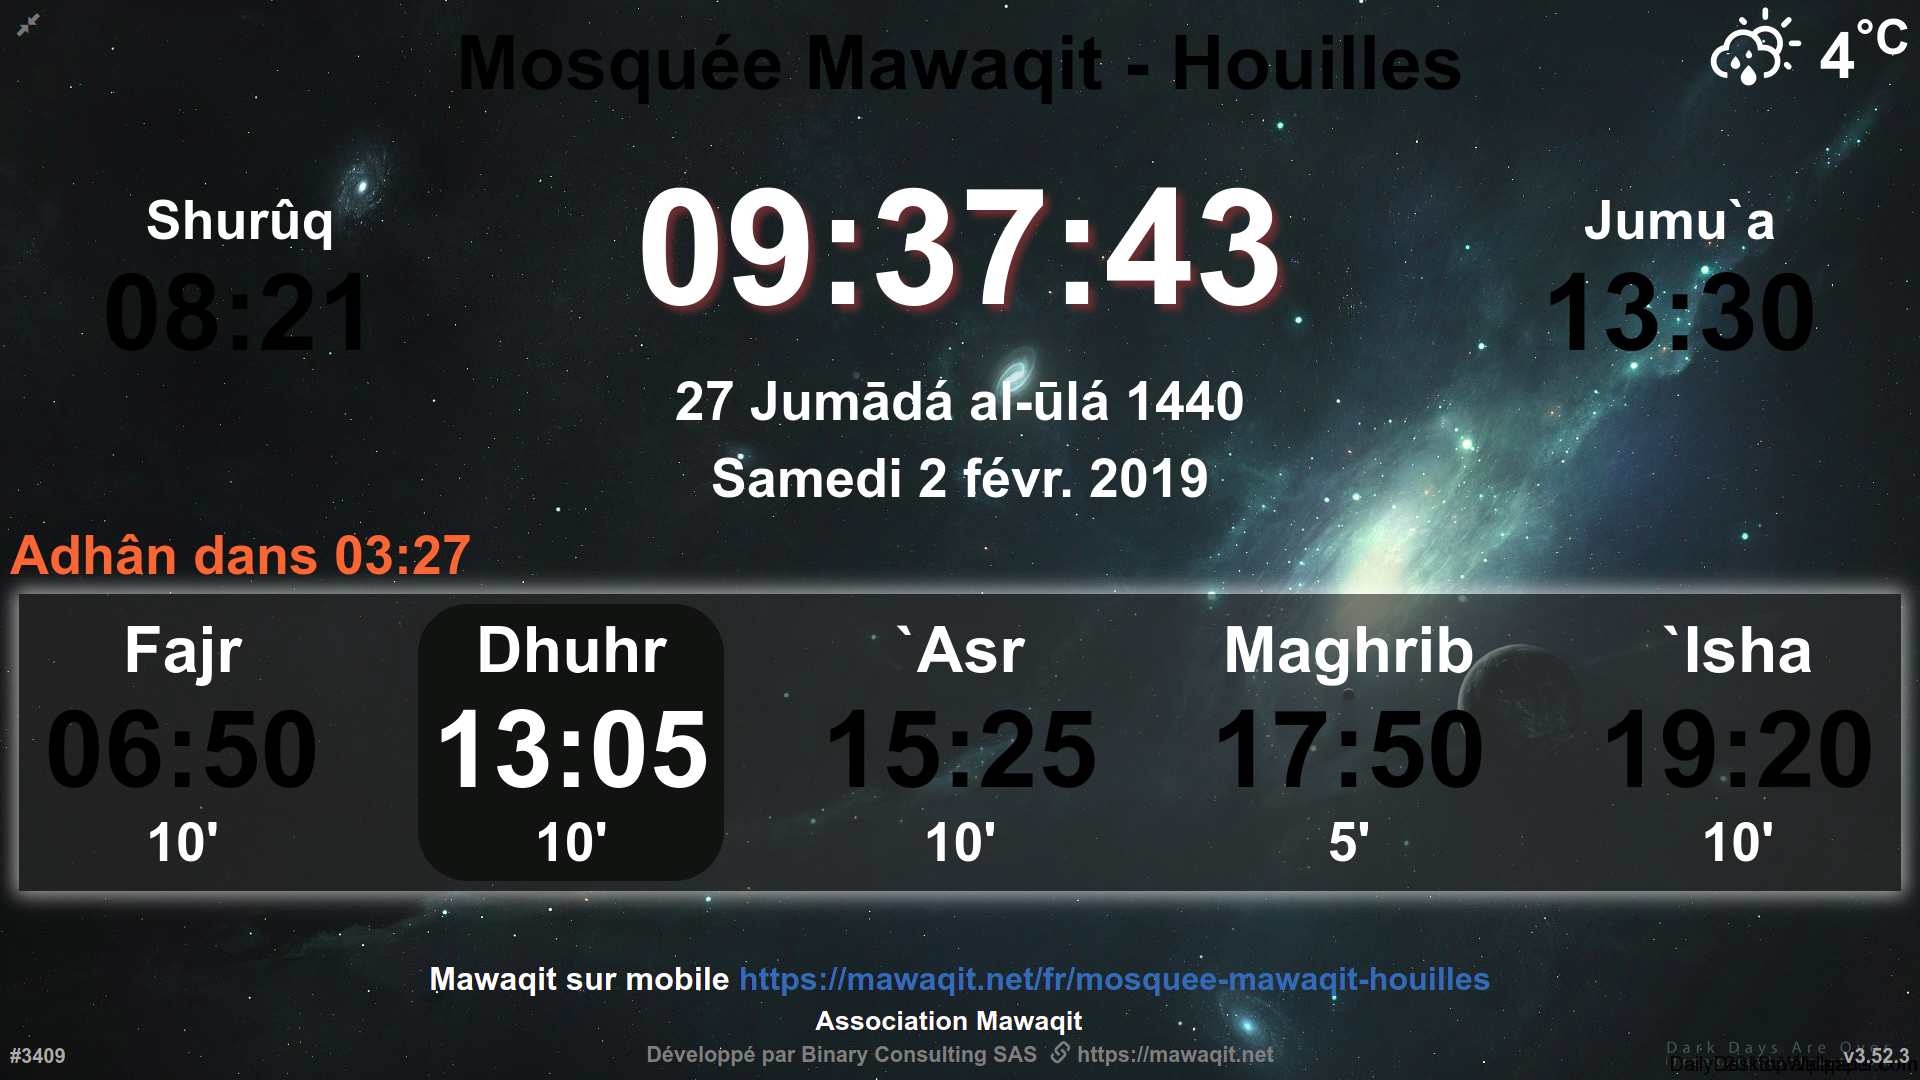 Mosquée Mawaqit - Houilles
4°C
Shurûq
08:21
09:37:43
Jumu`a
13:30
27 Jumādá al-ūlá 1440
Samedi 2 févr. 2019
Adhân dans 03:27
Fajr Dhuhr `Asr Maghrib `Isha
06:50 13:05 15:25 17:50 19:20
10' 10' 10' 5' 10'
Mawaqit sur mobile https://mawaqit.net/fr/mosquee-mawaqit-houilles
Association Mawaqit
Développé par Binary Consulting SAS https://mawaqit.net
#3409
Dark Days Are Over
v3.52.3